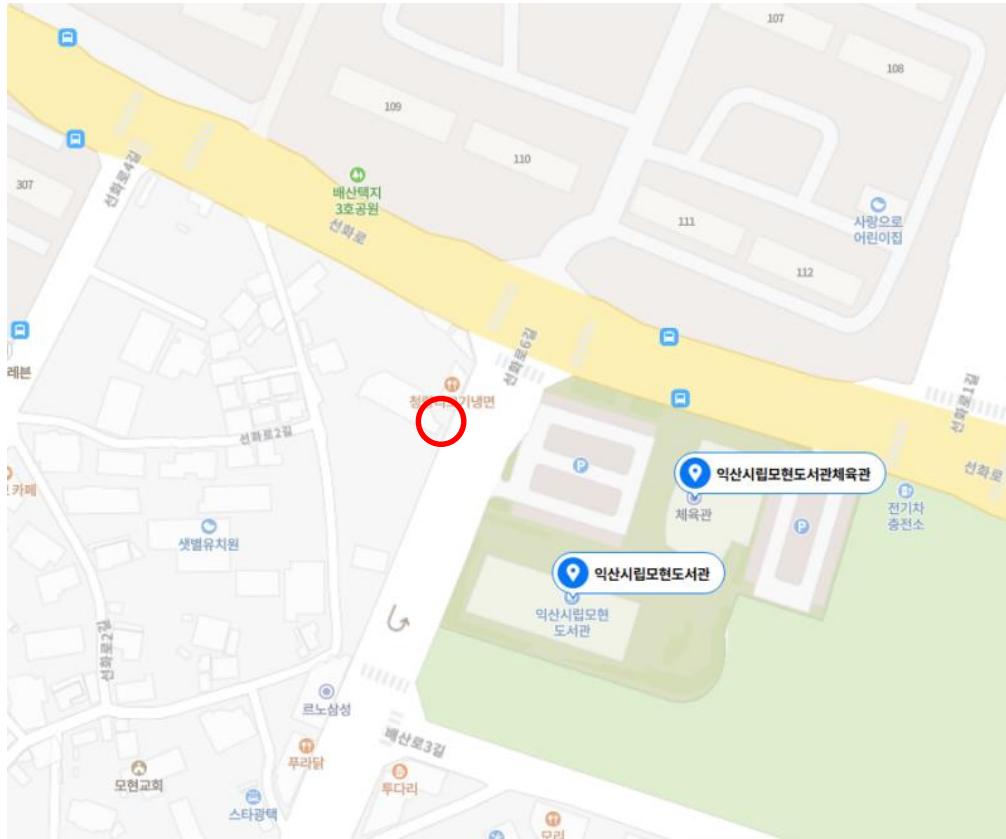 107
108
109
110
307
배산택지
3호공원
선화로4길
선화로
111
사랑으로
어린이집
112
레븐
선화로6길
선화로1길
선화로2길
카페
P
익산시립모현도서관체육관
체육관
선화로
전기차
충전소
P
샛별유치원
익산시립모현도서관
익산시립모현
도서관
선화로2길
르노삼성
배산로3길
푸라닭
모현교회
투다리
스타광택
모리